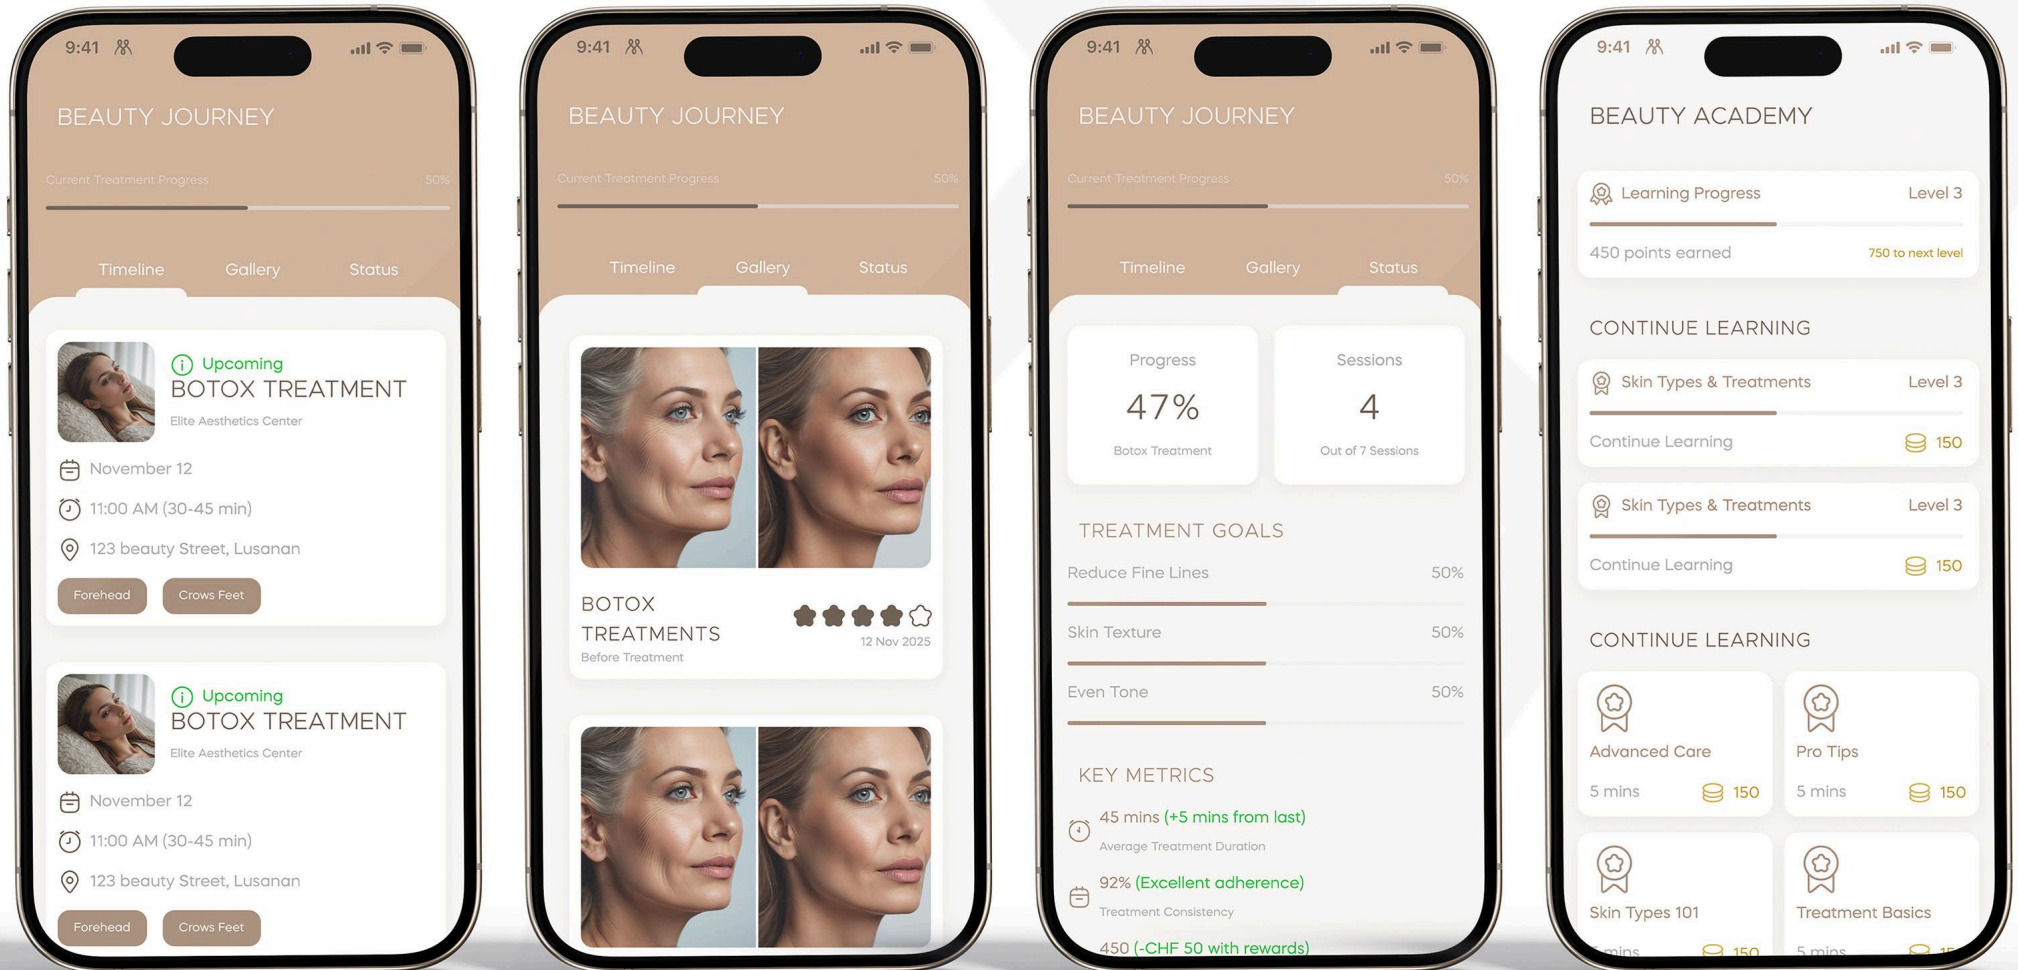 9:41
BEAUTY JOURNEY
Current Treatment Progress 50%
Timeline Gallery Status
Upcoming
BOTOX TREATMENT
Elite Aesthetics Center
November 12
11:00 AM (30-45 min)
123 beauty Street, Lusanan
Forehead Crows Feet
Upcoming
BOTOX TREATMENT
Elite Aesthetics Center
November 12
11:00 AM (30-45 min)
123 beauty Street, Lusanan
Forehead Crows Feet
9:41
BEAUTY JOURNEY
Current Treatment Progress 50%
Timeline Gallery Status
BOTOX
TREATMENTS
12 Nov 2025
Before Treatment
9:41
BEAUTY JOURNEY
Current Treatment Progress 50%
Timeline Gallery Status
Progress Sessions
47% 4
Botox Treatment Out of 7 Sessions
TREATMENT GOALS
Reduce Fine Lines 50%
Skin Texture 50%
Even Tone 50%
KEY METRICS
45 mins (+5 mins from last)
Average Treatment Duration
92% (Excellent adherence)
Treatment Consistency
450 (-CHF 50 with rewards)
9:41
BEAUTY ACADEMY
Learning Progress Level 3
450 points earned 750 to next level
CONTINUE LEARNING
Skin Types & Treatments Level 3
Continue Learning 150
Skin Types & Treatments Level 3
Continue Learning 150
CONTINUE LEARNING
Advanced Care Pro Tips
5 mins 150 5 mins 150
Skin Types 101 Treatment Basics
mins 150 5 mins